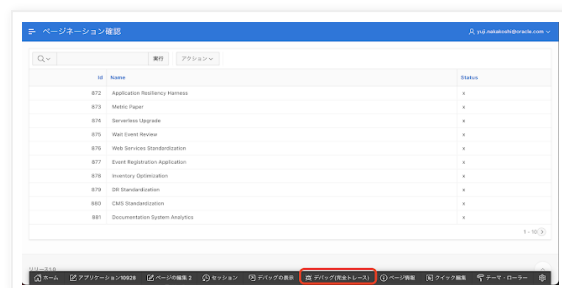 ページネーション確認
yuji.nakakoshi@oracle.com
実行 アクション
Id Name Status
872 Application Resiliency Harness x
873 Metric Paper x
874 Serverless Upgrade x
875 Wait Event Review x
876 Web Services Standardization x
877 Event Registration Application x
878 Inventory Optimization x
879 DR Standardization x
880 CMS Standardization x
881 Documentation System Analytics x
1 - 10
ホーム アプリケーション10828 ページの編集 2 セッション デバッグの表示 デバッグ(完全トレース) ページ情報 クイック編集 テーマ・ローラー